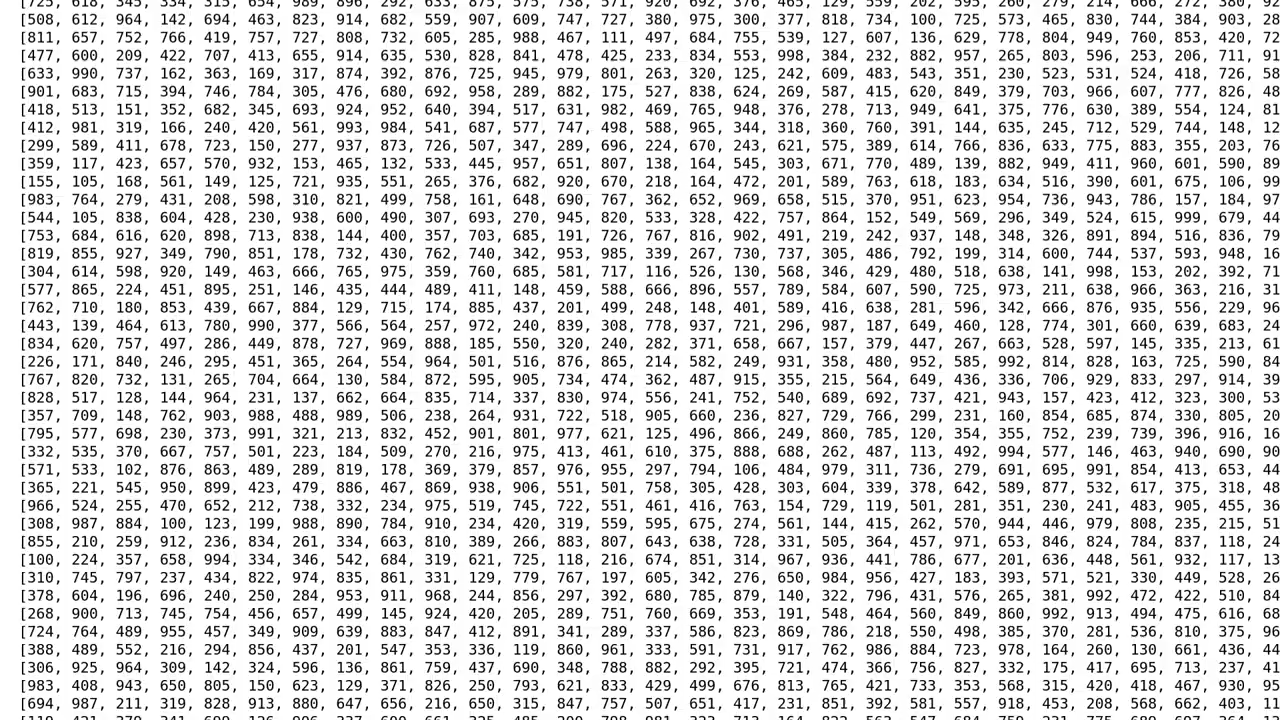 [725, 618, 345, 334, 315, 654, 989, 896, 292, 633, 875, 575, 738, 571, 920, 692, 376, 465, 129, 559, 202, 595, 260, 279, 214, 666, 272, 380, 92
[508, 612, 964, 142, 694, 463, 823, 914, 682, 559, 907, 609, 747, 727, 380, 975, 300, 377, 818, 734, 100, 725, 573, 465, 830, 744, 384, 903, 28
[811, 657, 752, 766, 419, 757, 727, 808, 732, 605, 285, 988, 467, 111, 497, 684, 755, 539, 127, 607, 136, 629, 778, 804, 949, 760, 853, 420, 72
[477, 600, 209, 422, 707, 413, 655, 914, 635, 530, 828, 841, 478, 425, 233, 834, 553, 998, 384, 232, 882, 957, 265, 803, 596, 253, 206, 711, 91
[633, 990, 737, 162, 363, 169, 317, 874, 392, 876, 725, 945, 979, 801, 263, 320, 125, 242, 609, 483, 543, 351, 230, 523, 531, 524, 418, 726, 58
[901, 683, 715, 394, 746, 784, 305, 476, 680, 692, 958, 289, 882, 175, 527, 838, 624, 269, 587, 415, 620, 849, 379, 703, 966, 607, 777, 826, 48
[418, 513, 151, 352, 682, 345, 693, 924, 952, 640, 394, 517, 631, 982, 469, 765, 948, 376, 278, 713, 949, 641, 375, 776, 630, 389, 554, 124, 81
[412, 981, 319, 166, 240, 420, 561, 993, 984, 541, 687, 577, 747, 498, 588, 965, 344, 318, 360, 760, 391, 144, 635, 245, 712, 529, 744, 148, 12
[299, 589, 411, 678, 723, 150, 277, 937, 873, 726, 507, 347, 289, 696, 224, 670, 243, 621, 575, 389, 614, 766, 836, 633, 775, 883, 355, 203, 76
[359, 117, 423, 657, 570, 932, 153, 465, 132, 533, 445, 957, 651, 807, 138, 164, 545, 303, 671, 770, 489, 139, 882, 949, 411, 960, 601, 590, 89
[155, 105, 168, 561, 149, 125, 721, 935, 551, 265, 376, 682, 920, 670, 218, 164, 472, 201, 589, 763, 618, 183, 634, 516, 390, 601, 675, 106, 99
[983, 764, 279, 431, 208, 598, 310, 821, 499, 758, 161, 648, 690, 767, 362, 652, 969, 658, 515, 370, 951, 623, 954, 736, 943, 786, 157, 184, 97
[544, 105, 838, 604, 428, 230, 938, 600, 490, 307, 693, 270, 945, 820, 533, 328, 422, 757, 864, 152, 549, 569, 296, 349, 524, 615, 999, 679, 44
[753, 684, 616, 620, 898, 713, 838, 144, 400, 357, 703, 685, 191, 726, 767, 816, 902, 491, 219, 242, 937, 148, 348, 326, 891, 894, 516, 836, 79
[819, 855, 927, 349, 790, 851, 178, 732, 430, 762, 740, 342, 953, 985, 339, 267, 730, 737, 305, 486, 792, 199, 314, 600, 744, 537, 593, 948, 16
[304, 614, 598, 920, 149, 463, 666, 765, 975, 359, 760, 685, 581, 717, 116, 526, 130, 568, 346, 429, 480, 518, 638, 141, 998, 153, 202, 392, 71
[577, 865, 224, 451, 895, 251, 146, 435, 444, 489, 411, 148, 459, 588, 666, 896, 557, 789, 584, 607, 590, 725, 973, 211, 638, 966, 363, 216, 31
[762, 710, 180, 853, 439, 667, 884, 129, 715, 174, 885, 437, 201, 499, 248, 148, 401, 589, 416, 638, 281, 596, 342, 666, 876, 935, 556, 229, 96
[443, 139, 464, 613, 780, 990, 377, 566, 564, 257, 972, 240, 839, 308, 778, 937, 721, 296, 987, 187, 649, 460, 128, 774, 301, 660, 639, 683, 24
[834, 620, 757, 497, 286, 449, 878, 727, 969, 888, 185, 550, 320, 240, 282, 371, 658, 667, 157, 379, 447, 267, 663, 528, 597, 145, 335, 213, 61
[226, 171, 840, 246, 295, 451, 365, 264, 554, 964, 501, 516, 876, 865, 214, 582, 249, 931, 358, 480, 952, 585, 992, 814, 828, 163, 725, 590, 84
[767, 820, 732, 131, 265, 704, 664, 130, 584, 872, 595, 905, 734, 474, 362, 487, 915, 355, 215, 564, 649, 436, 336, 706, 929, 833, 297, 914, 39
[828, 517, 128, 144, 964, 231, 137, 662, 664, 835, 714, 337, 830, 974, 556, 241, 752, 540, 689, 692, 737, 421, 943, 157, 423, 412, 323, 300, 53
[357, 709, 148, 762, 903, 988, 488, 989, 506, 238, 264, 931, 722, 518, 905, 660, 236, 827, 729, 766, 299, 231, 160, 854, 685, 874, 330, 805, 20
[795, 577, 698, 230, 373, 991, 321, 213, 832, 452, 901, 801, 977, 621, 125, 496, 866, 249, 860, 785, 120, 354, 355, 752, 239, 739, 396, 916, 16
[332, 535, 370, 667, 757, 501, 223, 184, 509, 270, 216, 975, 413, 461, 610, 375, 888, 688, 262, 487, 113, 492, 994, 577, 146, 463, 940, 690, 90
[571, 533, 102, 876, 863, 489, 289, 819, 178, 369, 379, 857, 976, 955, 297, 794, 106, 484, 979, 311, 736, 279, 691, 695, 991, 854, 413, 653, 44
[365, 221, 545, 950, 899, 423, 479, 886, 467, 869, 938, 906, 551, 501, 758, 305, 428, 303, 604, 339, 378, 642, 589, 877, 532, 617, 375, 318, 48
[966, 524, 255, 470, 652, 212, 738, 332, 234, 975, 519, 745, 722, 551, 461, 416, 763, 154, 729, 119, 501, 281, 351, 230, 241, 483, 905, 455, 36
[308, 987, 884, 100, 123, 199, 988, 890, 784, 910, 234, 420, 319, 559, 595, 675, 274, 561, 144, 415, 262, 570, 944, 446, 979, 808, 235, 215, 51
[855, 210, 259, 912, 236, 834, 261, 334, 663, 810, 389, 266, 883, 807, 643, 638, 728, 331, 505, 364, 457, 971, 653, 846, 824, 784, 837, 118, 24
[100, 224, 357, 658, 994, 334, 346, 542, 684, 319, 621, 725, 118, 216, 674, 851, 314, 967, 936, 441, 786, 677, 201, 636, 448, 561, 932, 117, 13
[310, 745, 797, 237, 434, 822, 974, 835, 861, 331, 129, 779, 767, 197, 605, 342, 276, 650, 984, 956, 427, 183, 393, 571, 521, 330, 449, 528, 26
[378, 604, 196, 696, 240, 250, 284, 953, 911, 968, 244, 856, 297, 392, 680, 785, 879, 140, 322, 796, 431, 576, 265, 381, 992, 472, 422, 510, 84
[268, 900, 713, 745, 754, 456, 657, 499, 145, 924, 420, 205, 289, 751, 760, 669, 353, 191, 548, 464, 560, 849, 860, 992, 913, 494, 475, 616, 68
[724, 764, 489, 955, 457, 349, 909, 639, 883, 847, 412, 891, 341, 289, 337, 586, 823, 869, 786, 218, 550, 498, 385, 370, 281, 536, 810, 375, 96
[388, 489, 552, 216, 294, 856, 437, 201, 547, 353, 336, 119, 860, 961, 333, 591, 731, 917, 762, 986, 884, 723, 978, 164, 260, 130, 661, 436, 44
[306, 925, 964, 309, 142, 324, 596, 136, 861, 759, 437, 690, 348, 788, 882, 292, 395, 721, 474, 366, 756, 827, 332, 175, 417, 695, 713, 237, 41
[983, 408, 943, 650, 805, 150, 623, 129, 371, 826, 250, 793, 621, 833, 429, 499, 676, 813, 765, 421, 733, 353, 568, 315, 420, 418, 467, 930, 95
[694, 987, 211, 319, 828, 913, 880, 647, 656, 216, 650, 315, 847, 757, 507, 651, 417, 231, 851, 392, 581, 557, 918, 453, 208, 568, 662, 403, 11